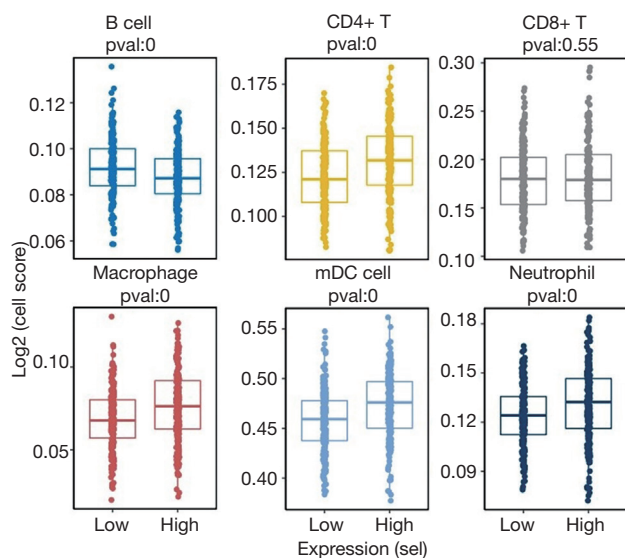 B cell
pval:0
CD4+ T
pval:0
CD8+ T
pval:0.55
0.12
0.10
0.08
0.06
0.175
0.150
0.125
0.100
0.30
0.25
0.20
0.15
0.10
Log2 (cell score)
Macrophage
pval:0
mDC cell
pval:0
Neutrophil
pval:0
0.10
0.05
0.55
0.50
0.45
0.40
0.18
0.15
0.12
0.09
Low
High
Low
High
Low
High
Expression (sel)